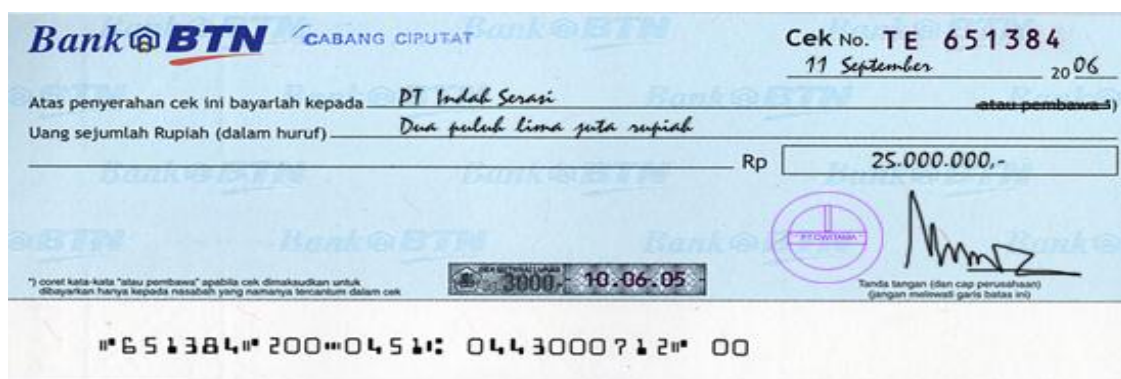 Bank BTN CABANG CIPUTAT
Cek No. TE 651384
11 September 2006
Atas penyerahan cek ini bayarlah kepada PT Indah Serasi atau pembawa *)
Uang sejumlah Rupiah (dalam huruf) Dua puluh lima juta rupiah
Rp 25.000.000,-
PT DWITAMA
3000,- 10.06.05
*) coret kata-kata "atau pembawa" apabila cek dimaksudkan untuk
dibayarkan hanya kepada nasabah yang namanya tercantum dalam cek
Tanda tangan (dan cap perusahaan)
(jangan melewati garis batas ini)
⑈651384⑈200⑉0451⑆ 0443000712⑈ 00